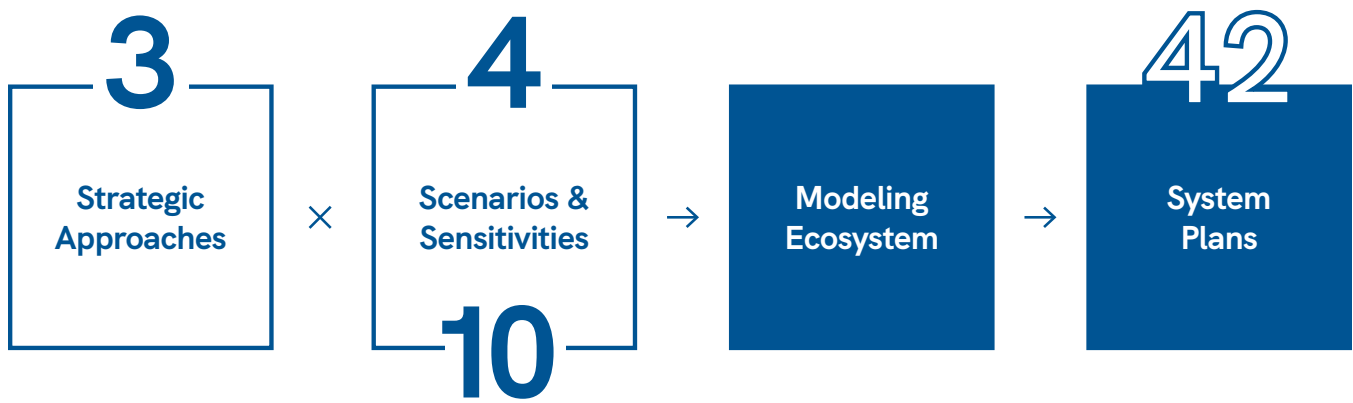 3
Strategic
Approaches
×
4
Scenarios &
Sensitivities
10
→
Modeling
Ecosystem
→
42
System
Plans